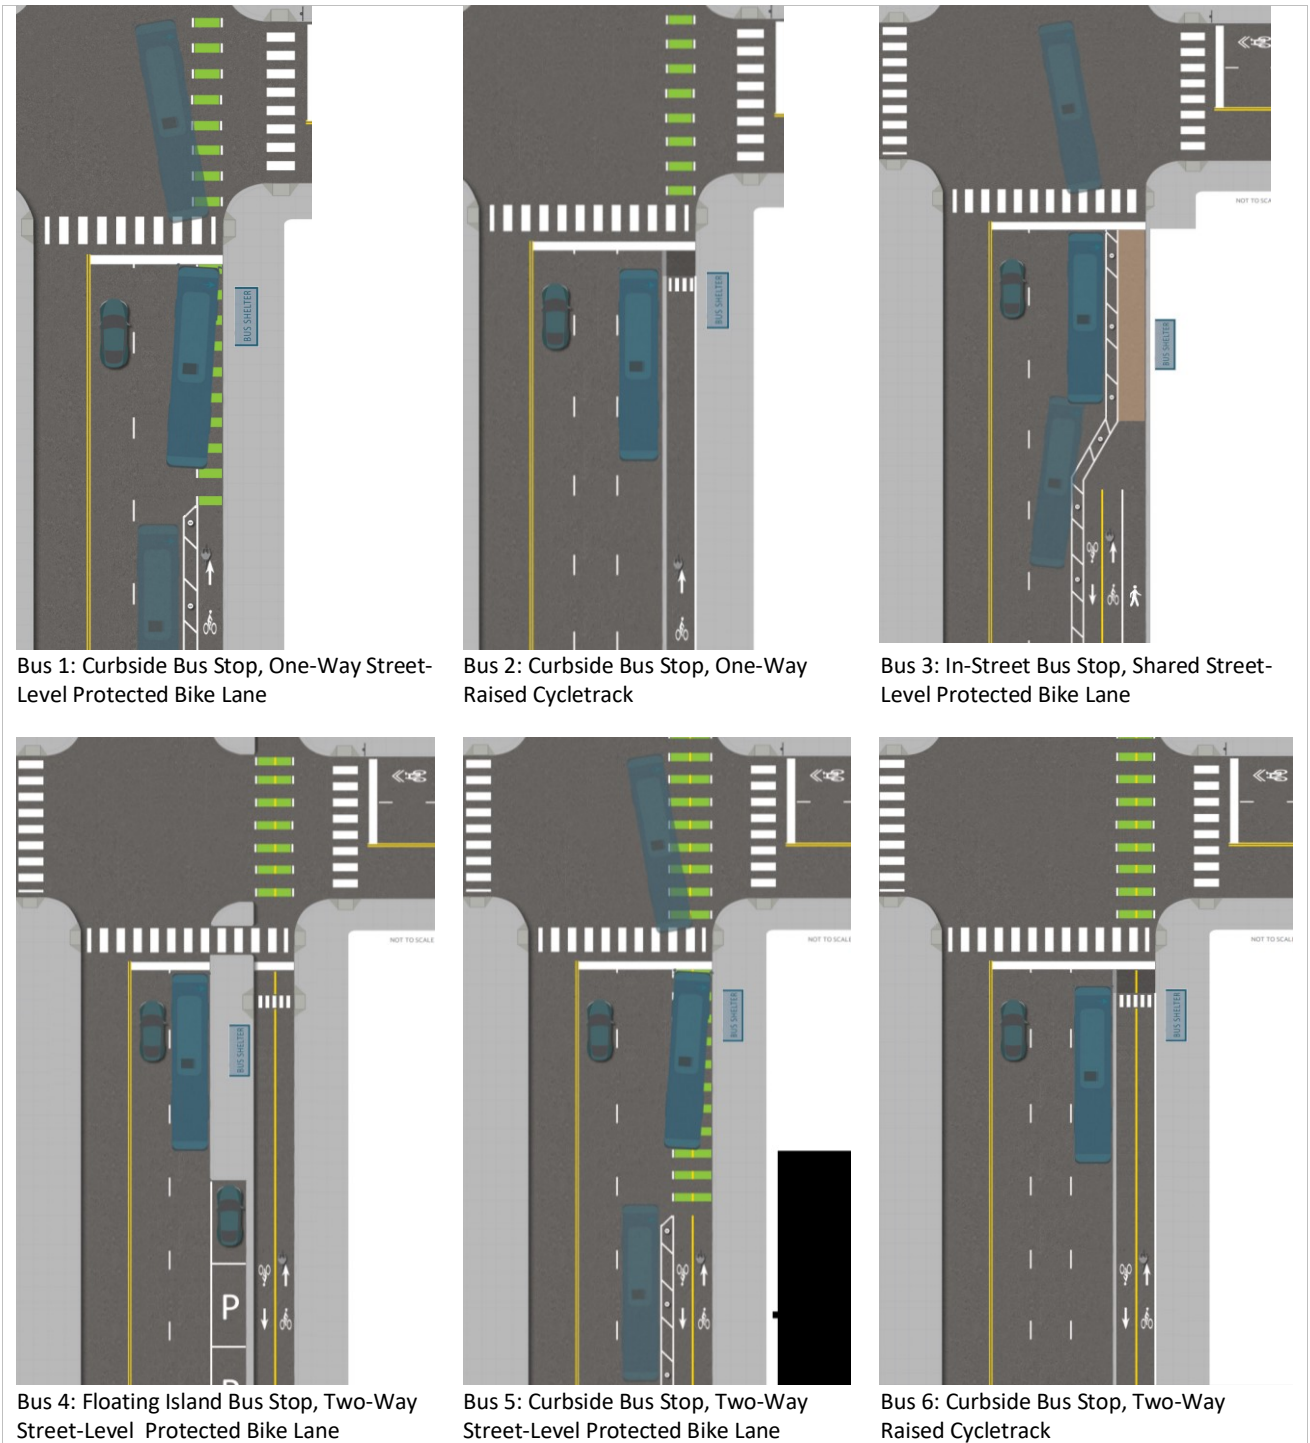 BUS SHELTER
Bus 1: Curbside Bus Stop, One-Way Street-
Level Protected Bike Lane
BUS SHELTER
Bus 2: Curbside Bus Stop, One-Way
Raised Cycletrack
NOT TO SCA
BUS SHELTER
Bus 3: In-Street Bus Stop, Shared Street-
Level Protected Bike Lane
NOT TO SCALE
BUS SHELTER
P
Bus 4: Floating Island Bus Stop, Two-Way
Street-Level  Protected Bike Lane
NOT TO SCALE
BUS SHELTER
Bus 5: Curbside Bus Stop, Two-Way
Street-Level Protected Bike Lane
NOT TO SCAL
BUS SHELTER
Bus 6: Curbside Bus Stop, Two-Way
Raised Cycletrack